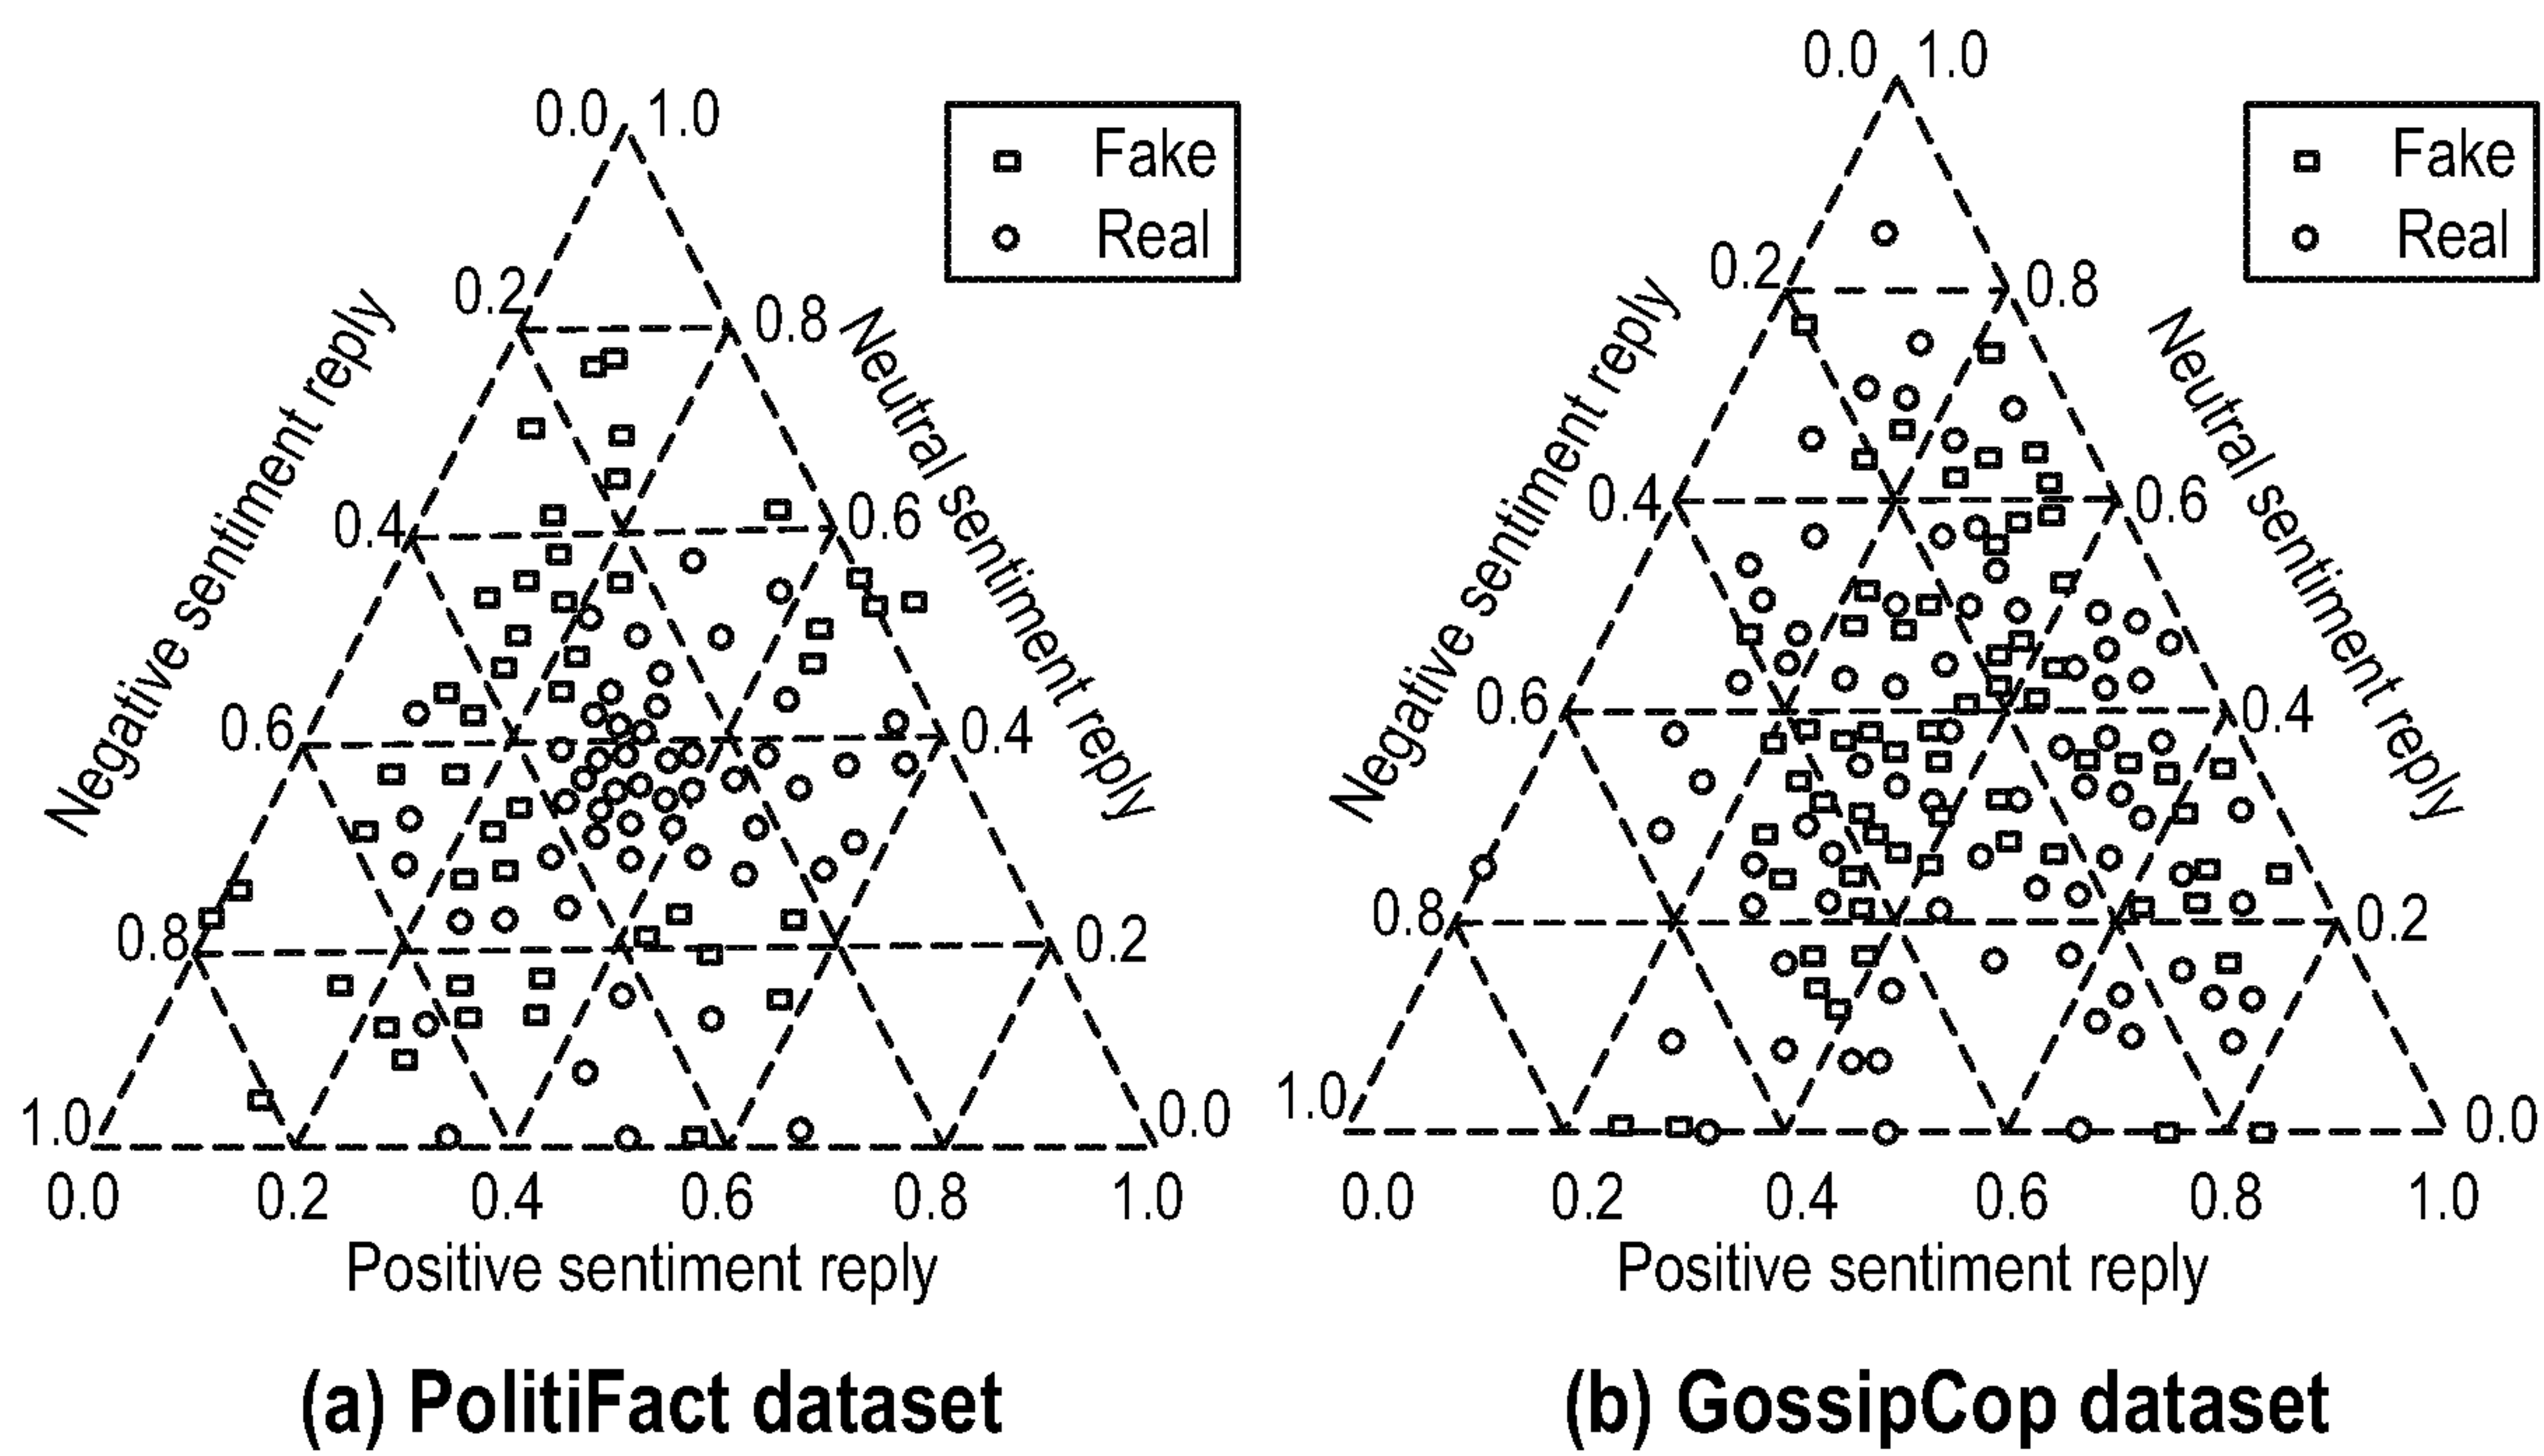 0.0 1.0
Fake
Real
0.2
0.8
Negative sentiment reply
Neutral sentiment reply
0.4
0.6
0.6
0.4
0.8
0.2
1.0
0.0
0.0 0.2 0.4 0.6 0.8 1.0
Positive sentiment reply
(a) PolitiFact dataset
0.0 1.0
Fake
Real
0.2
0.8
Negative sentiment reply
Neutral sentiment reply
0.4
0.6
0.6
0.4
0.8
0.2
1.0
0.0
0.0 0.2 0.4 0.6 0.8 1.0
Positive sentiment reply
(b) GossipCop dataset